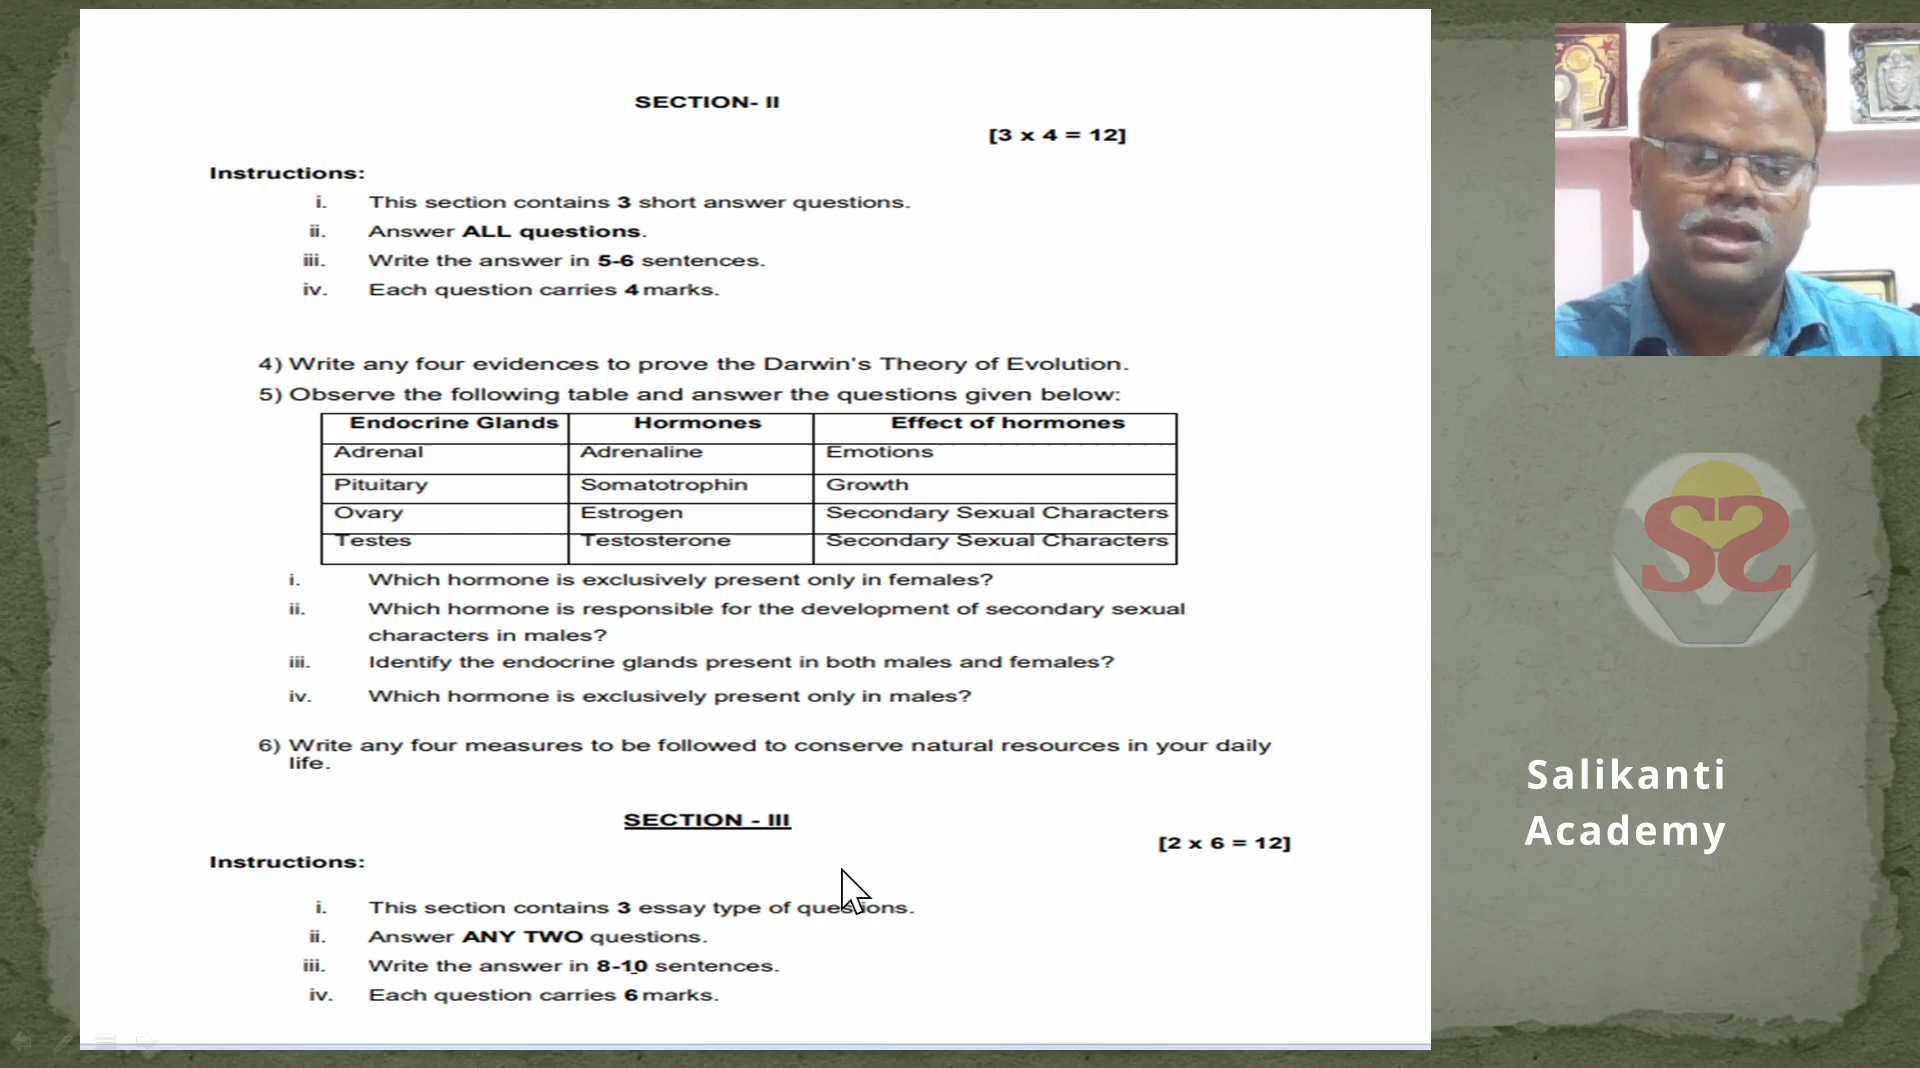 SECTION- II
[3 x 4 = 12]
Instructions:
i. This section contains 3 short answer questions.
ii. Answer ALL questions.
iii. Write the answer in 5-6 sentences.
iv. Each question carries 4 marks.
4) Write any four evidences to prove the Darwin's Theory of Evolution.
5) Observe the following table and answer the questions given below:
Endocrine Glands Hormones Effect of hormones
Adrenal Adrenaline Emotions
Pituitary Somatotrophin Growth
Ovary Estrogen Secondary Sexual Characters
Testes Testosterone Secondary Sexual Characters
i. Which hormone is exclusively present only in females?
ii. Which hormone is responsible for the development of secondary sexual
characters in males?
iii. Identify the endocrine glands present in both males and females?
iv. Which hormone is exclusively present only in males?
6) Write any four measures to be followed to conserve natural resources in your daily
life.
SECTION - III
[2 x 6 = 12]
Instructions:
i. This section contains 3 essay type of questions.
ii. Answer ANY TWO questions.
iii. Write the answer in 8-10 sentences.
iv. Each question carries 6 marks.
Salikanti
Academy